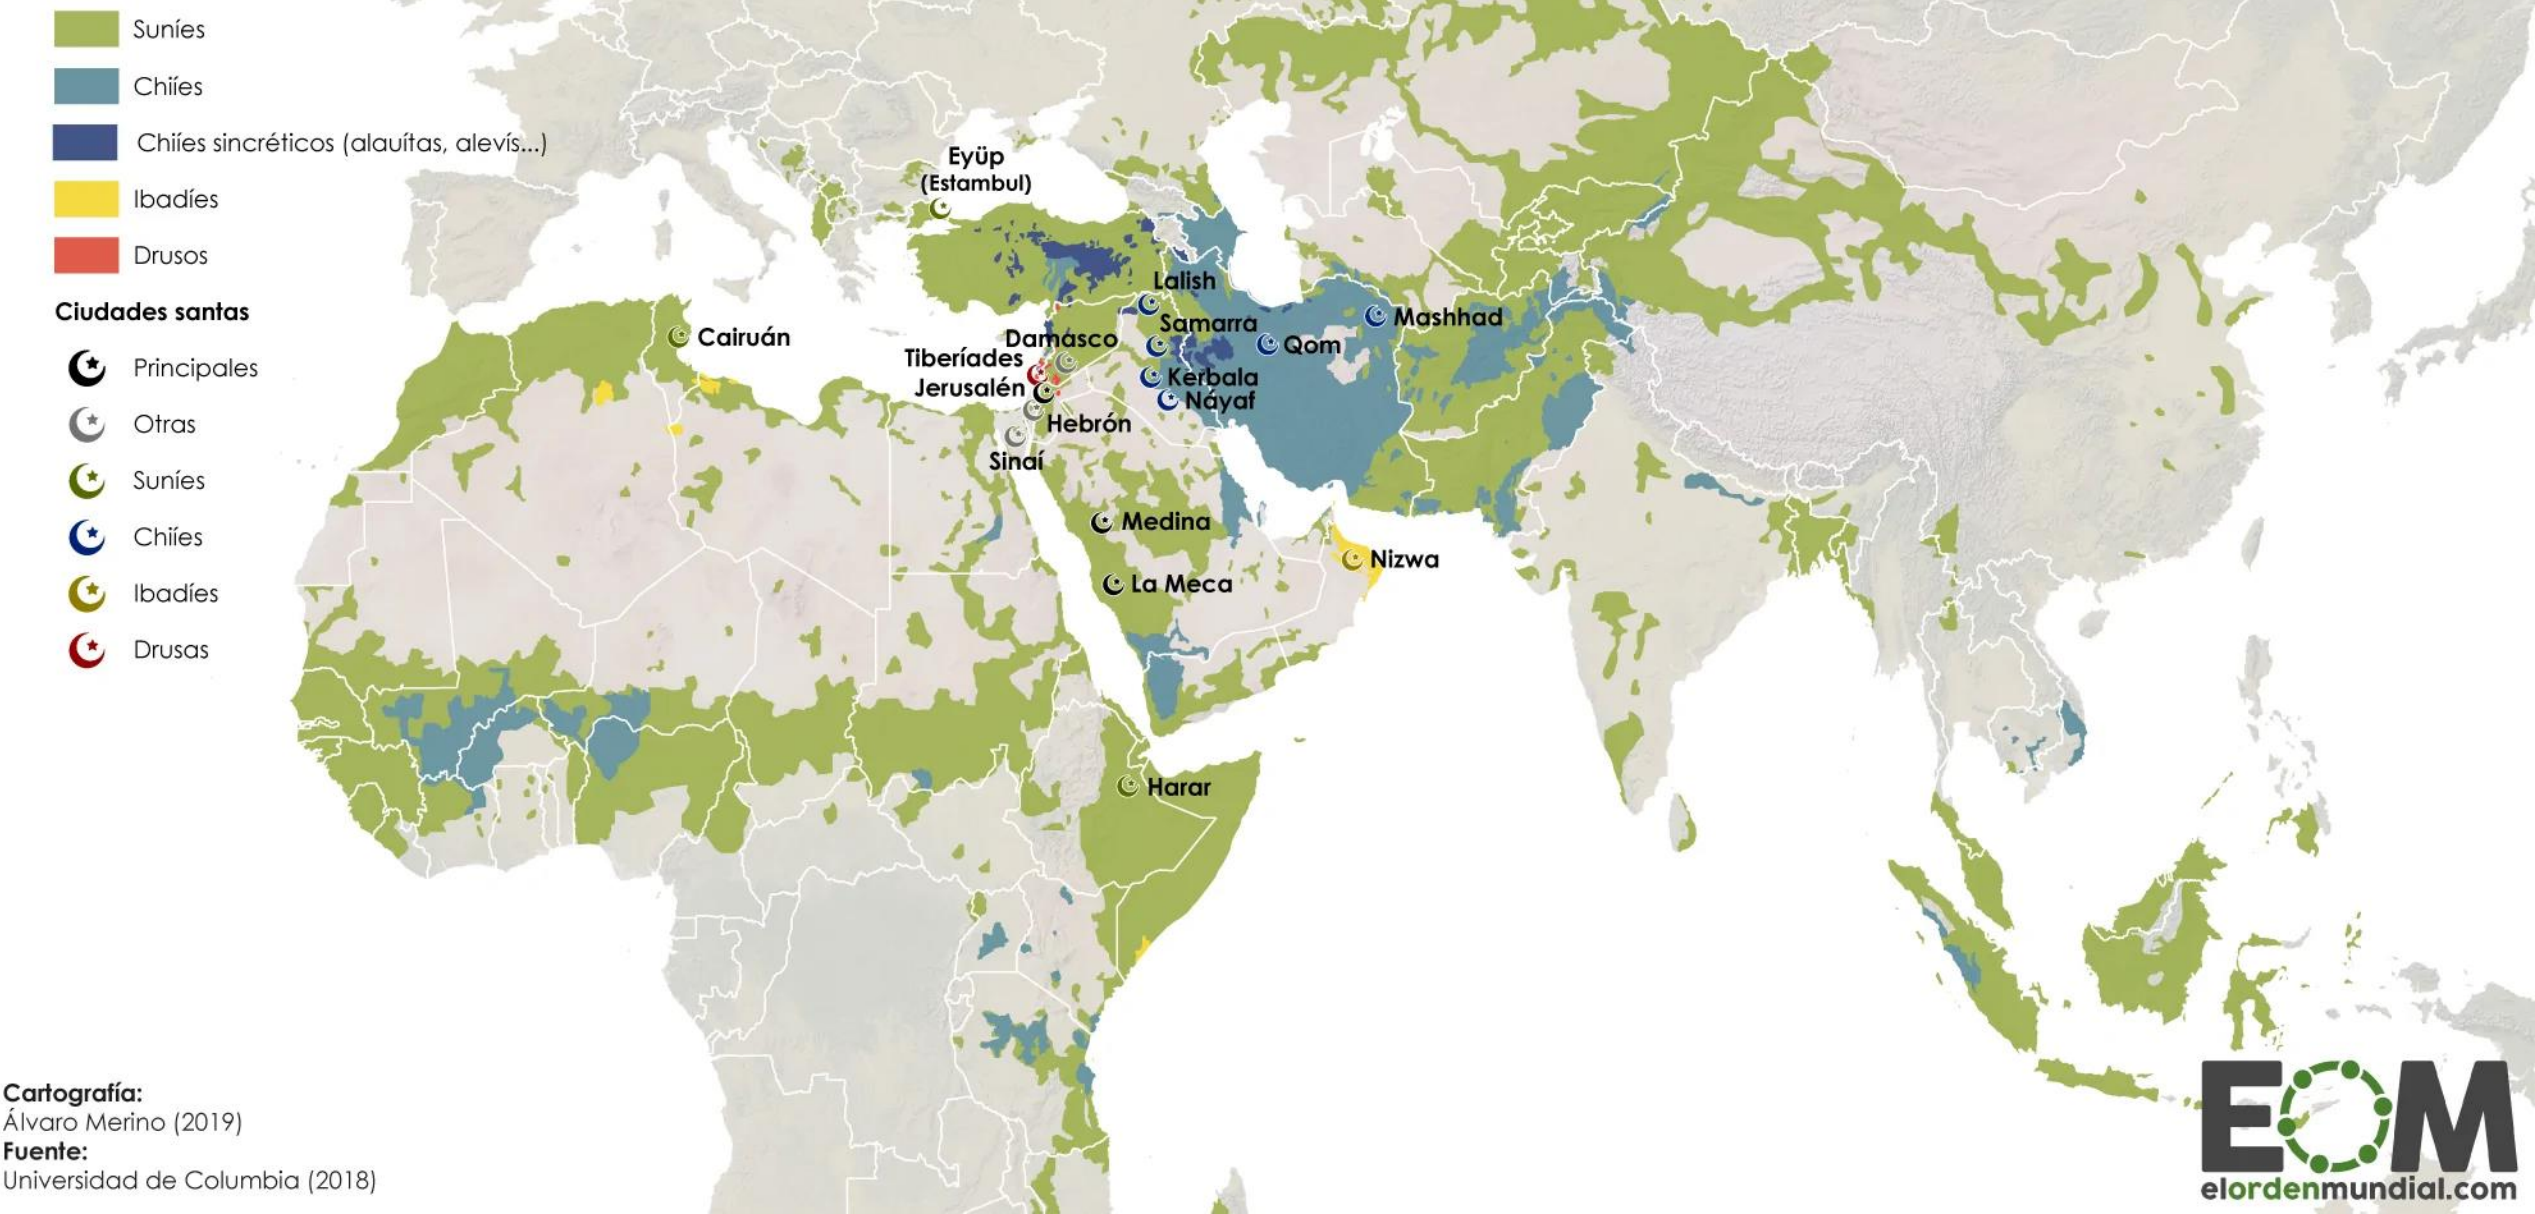 Suníes
Chiíes
Chiíes sincréticos (alauítas, alevís...)
Ibadíes
Drusos
Ciudades santas
Principales
Otras
Suníes
Chiíes
Ibadíes
Drusas
Eyüp
(Estambul)
Lalish
Cairuán
Damasco
Samarra
Mashhad
Qom
Tiberíades
Jerusalén
Kerbala
Náyaf
Hebrón
Sinaí
Medina
Nizwa
La Meca
Harar
Cartografía:
Álvaro Merino (2019)
Fuente:
Universidad de Columbia (2018)
EOM
elordenmundial.com